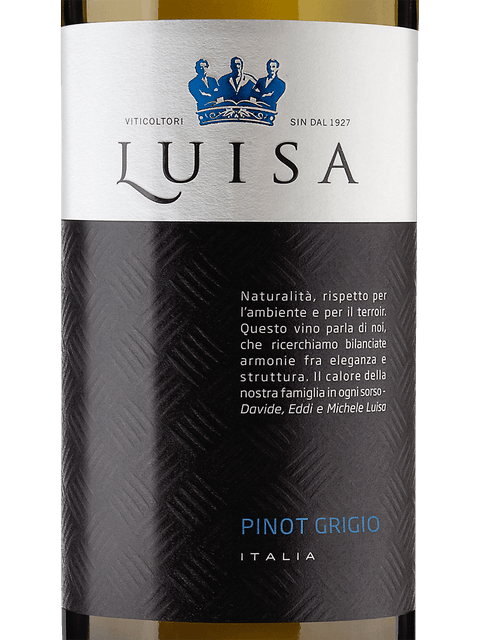 VITICOLTORI SIN DAL 1927
LUISA
Naturalità, rispetto per
l'ambiente e per il terroir.
Questo vino parla di noi,
che ricerchiamo bilanciate
armonie fra eleganza e
struttura. Il calore della
nostra famiglia in ogni sorso-
Davide, Eddi e Michele Luisa
PINOT GRIGIO
ITALIA